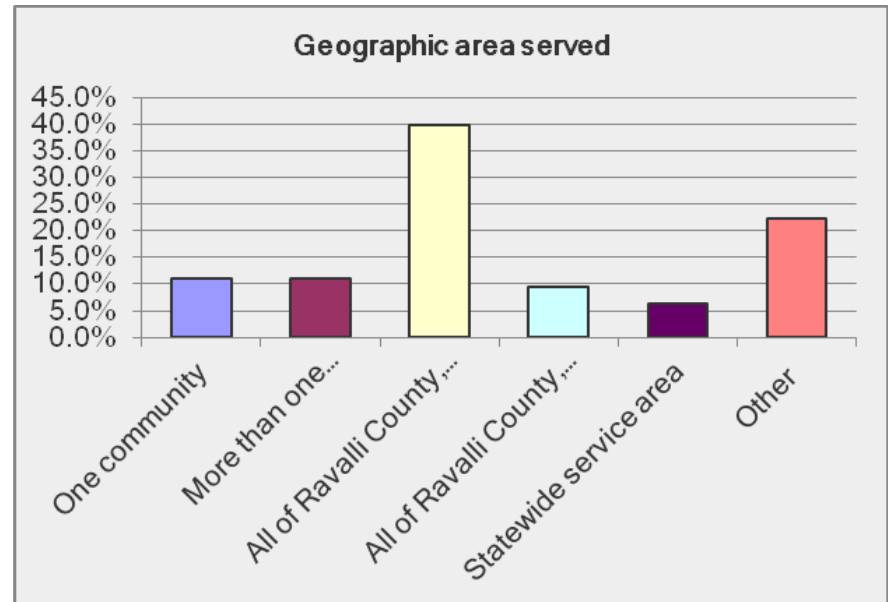 Geographic area served
45.0%
40.0%
35.0%
30.0%
25.0%
20.0%
15.0%
10.0%
5.0%
0.0%
One community
More than one...
All of Ravalli County,...
All of Ravalli County,...
Statewide service area
Other